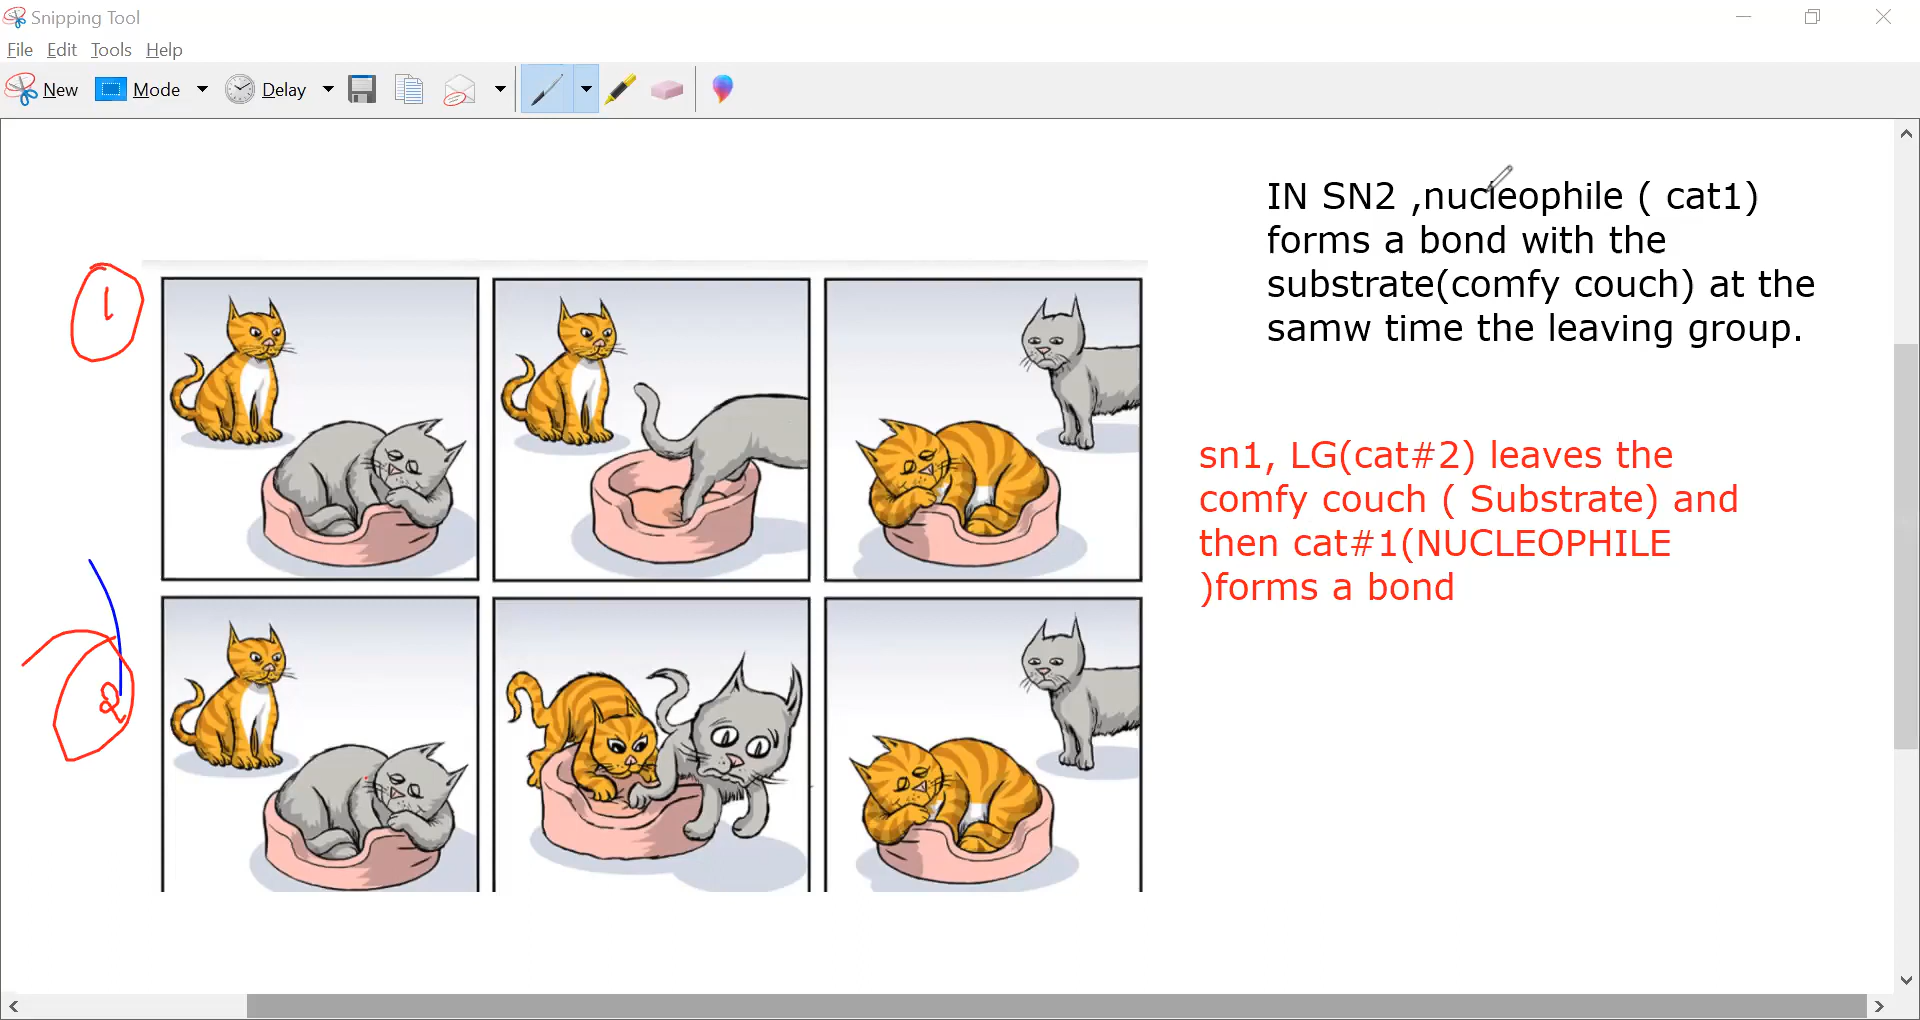 Snipping Tool
File Edit Tools Help
New Mode Delay
IN SN2 ,nucleophile ( cat1)
forms a bond with the
substrate(comfy couch) at the
samw time the leaving group.
1
sn1, LG(cat#2) leaves the
comfy couch ( Substrate) and
then cat#1(NUCLEOPHILE
)forms a bond
2